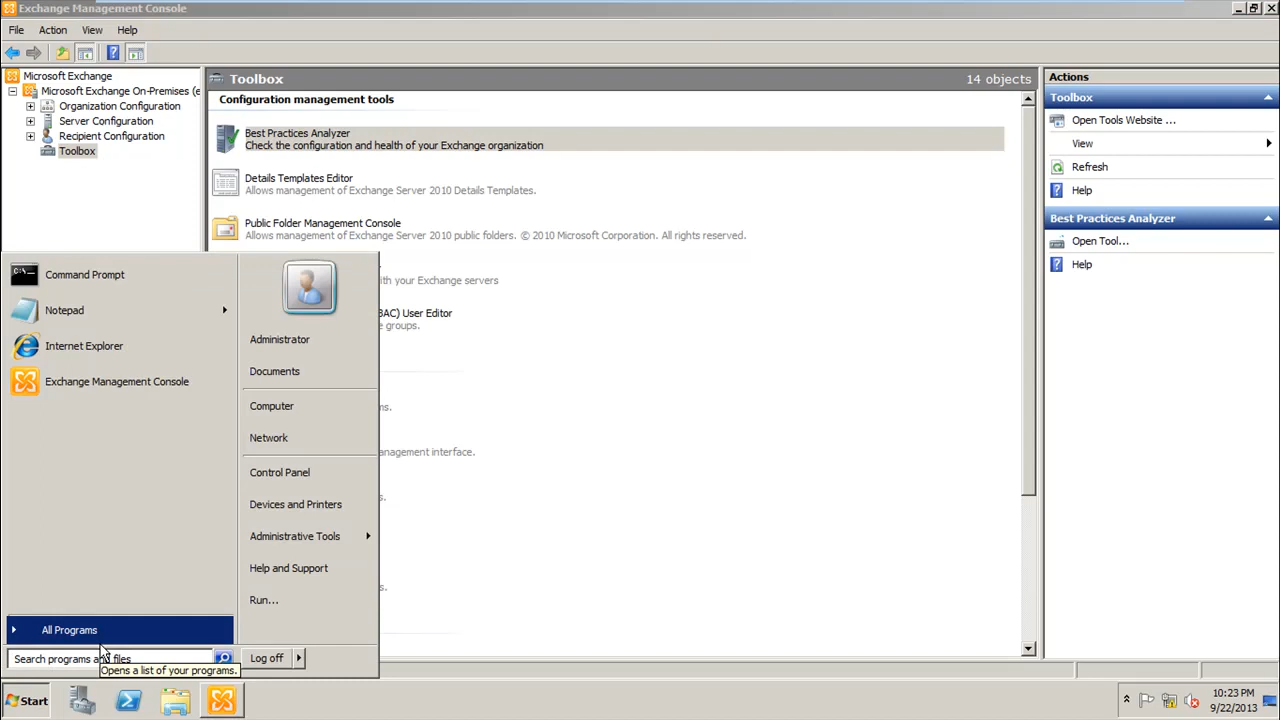 Exchange Management Console
File Action View Help
Microsoft Exchange
Microsoft Exchange On-Premises (e
Organization Configuration
Server Configuration
Recipient Configuration
Toolbox
Toolbox 14 objects
Configuration management tools
Best Practices Analyzer
Check the configuration and health of your Exchange organization
Details Templates Editor
Allows management of Exchange Server 2010 Details Templates.
Public Folder Management Console
Allows management of Exchange Server 2010 public folders. © 2010 Microsoft Corporation. All rights reserved.
ith your Exchange servers
BAC) User Editor
e groups.
ms.
anagement interface.
s.
s.
Actions
Toolbox
Open Tools Website ...
View
Refresh
Help
Best Practices Analyzer
Open Tool...
Help
Command Prompt
Notepad
Internet Explorer
Exchange Management Console
All Programs
Search programs and files
Opens a list of your programs.
Administrator
Documents
Computer
Network
Control Panel
Devices and Printers
Administrative Tools
Help and Support
Run...
Log off
Start
10:23 PM
9/22/2013